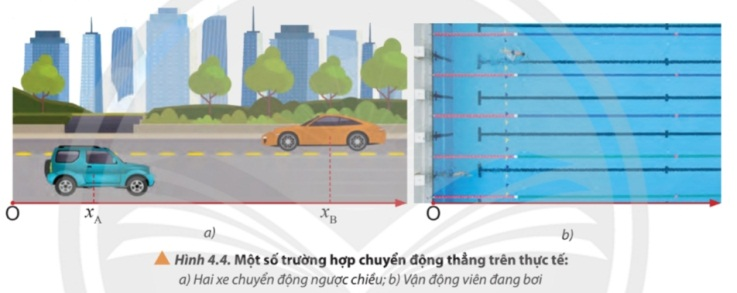 O
x_A
x_B
O
a)
b)
Hình 4.4. Một số trường hợp chuyển động thẳng trên thực tế:
a) Hai xe chuyển động ngược chiều; b) Vận động viên đang bơi